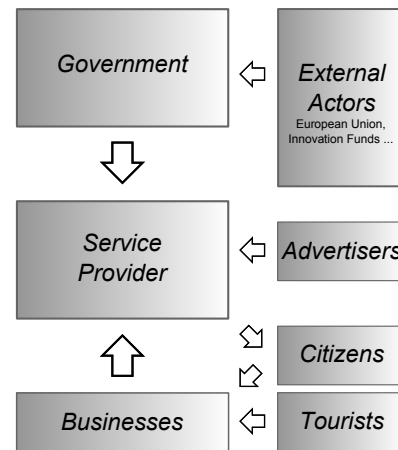 Government
External
Actors
European Union,
Innovation Funds ...
Service
Provider
Advertisers
Citizens
Businesses
Tourists